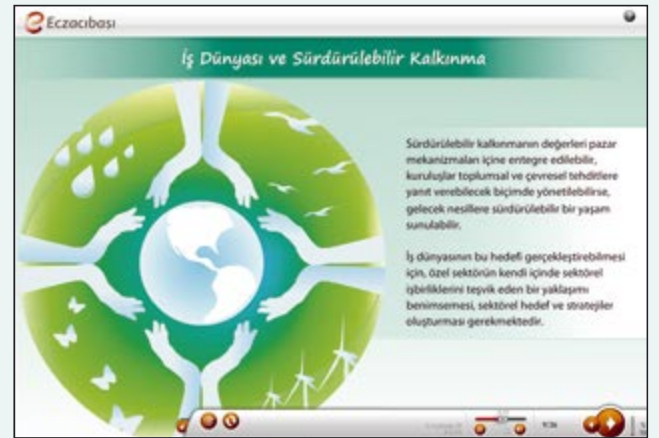 Eczacıbaşı
İş Dünyası ve Sürdürülebilir Kalkınma
Sürdürülebilir kalkınmanın değerleri pazar
mekanizmaları içine entegre edilebilir,
kuruluşlar toplumsal ve çevresel tehditlere
yanıt verebilecek biçimde yönetilebilirse,
gelecek nesillere sürdürülebilir bir yaşam
sunulabilir.
İş dünyasının bu hedefi gerçekleştirebilmesi
için, özel sektörün kendi içinde sektörel
işbirliklerini teşvik eden bir yaklaşımı
benimsemesi, sektörel hedef ve stratejiler
oluşturması gerekmektedir.